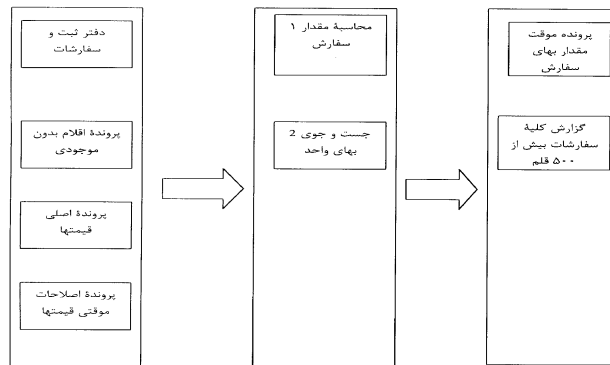 دفتر ثبت و
سفارشات
پروندهٔ اقلام بدون
موجودی
پروندهٔ اصلی
قیمتها
پروندهٔ اصلاحات
موقتی قیمتها
محاسبهٔ مقدار ۱
سفارش
جست و جوی 2
بهای واحد
پرونده موقت
مقدار بهای
سفارش
گزارش کلیهٔ
سفارشات بیش از
۵۰۰ قلم